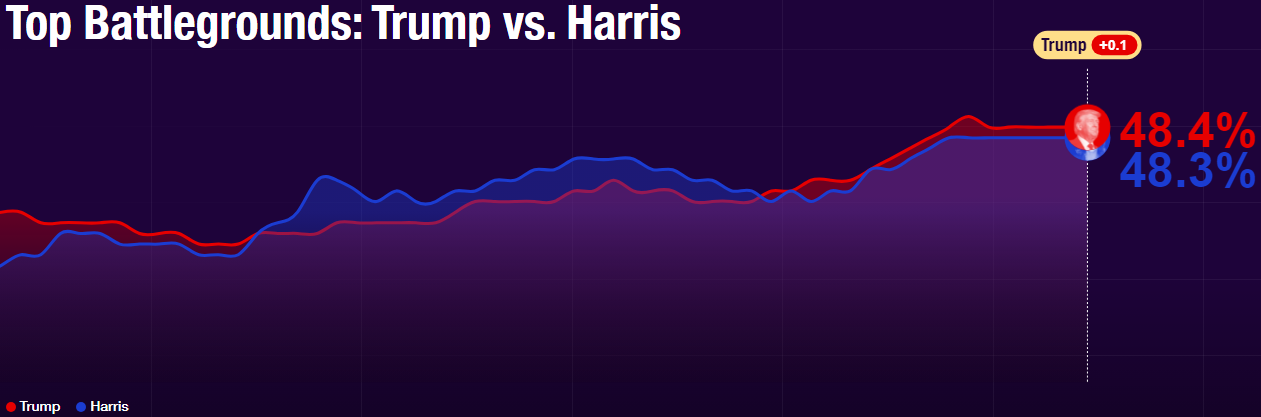 Top Battlegrounds: Trump vs. Harris
Trump +0.1
48.4%
48.3%
Trump Harris